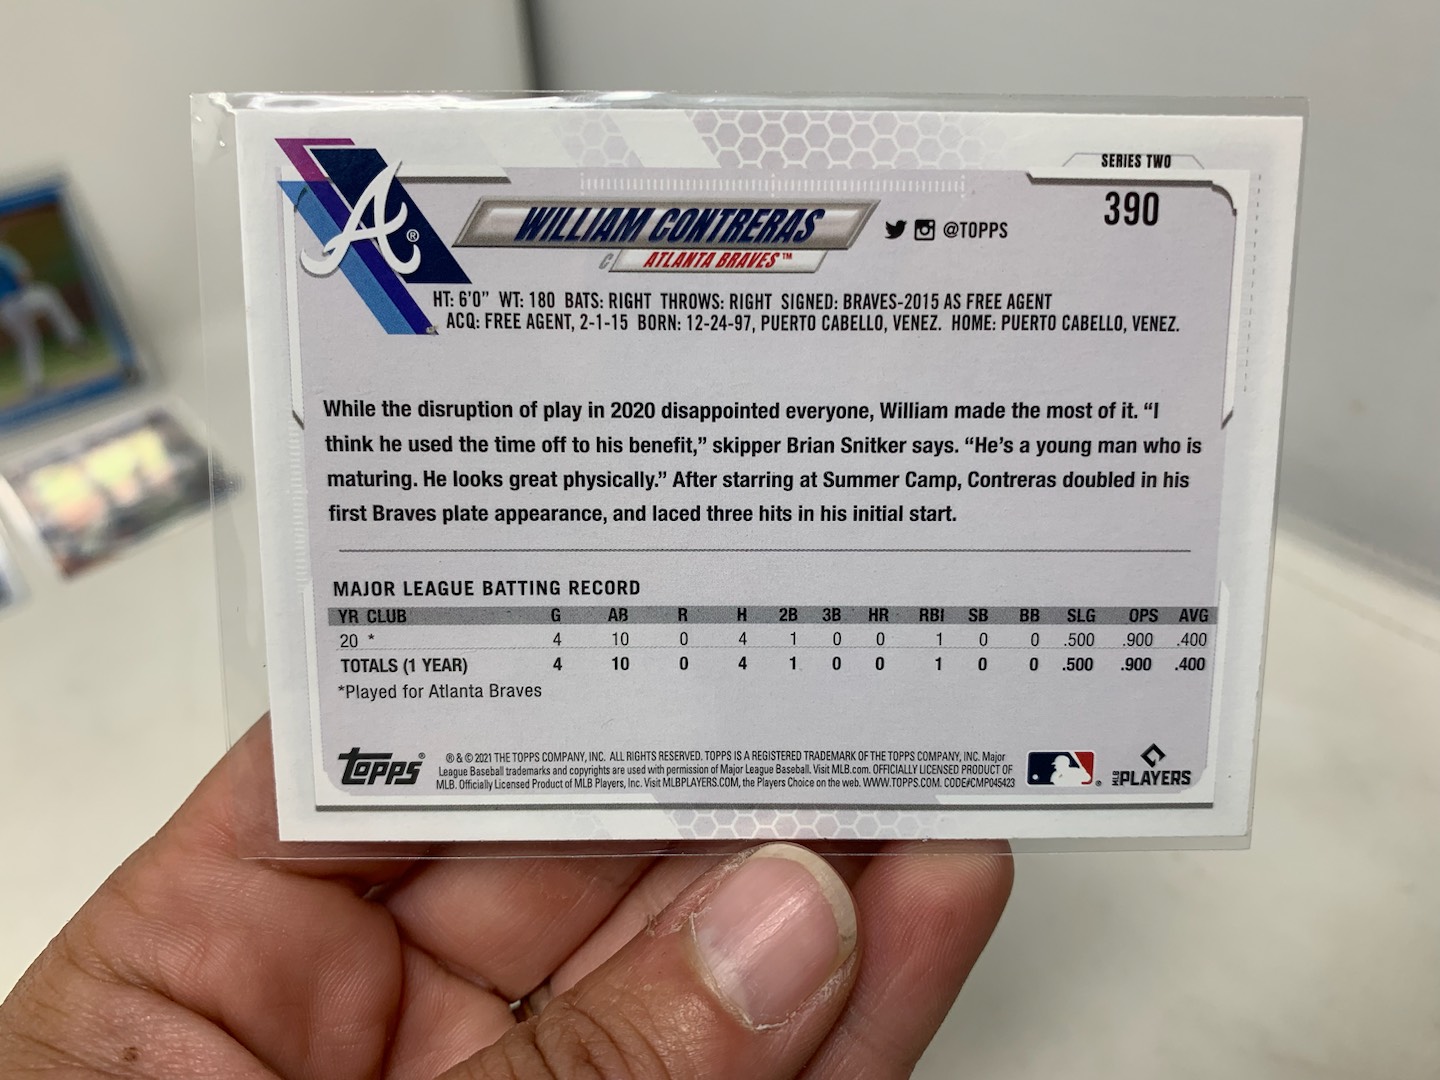 SERIES TWO
390
A®
WILLIAM CONTRERAS
@TOPPS
C ATLANTA BRAVES™
HT: 6'0" WT: 180 BATS: RIGHT THROWS: RIGHT SIGNED: BRAVES-2015 AS FREE AGENT
ACQ: FREE AGENT, 2-1-15 BORN: 12-24-97, PUERTO CABELLO, VENEZ. HOME: PUERTO CABELLO, VENEZ.
While the disruption of play in 2020 disappointed everyone, William made the most of it. “I
think he used the time off to his benefit,” skipper Brian Snitker says. “He’s a young man who is
maturing. He looks great physically.” After starring at Summer Camp, Contreras doubled in his
first Braves plate appearance, and laced three hits in his initial start.
MAJOR LEAGUE BATTING RECORD
YR CLUB G AB R H 2B 3B HR RBI SB BB SLG OPS AVG
20 * 4 10 0 4 1 0 0 1 0 0 .500 .900 .400
TOTALS (1 YEAR) 4 10 0 4 1 0 0 1 0 0 .500 .900 .400
*Played for Atlanta Braves
Topps®
® & © 2021 THE TOPPS COMPANY, INC. ALL RIGHTS RESERVED. TOPPS IS A REGISTERED TRADEMARK OF THE TOPPS COMPANY, INC. Major
League Baseball trademarks and copyrights are used with permission of Major League Baseball. Visit MLB.com. OFFICIALLY LICENSED PRODUCT OF
MLB. Officially Licensed Product of MLB Players, Inc. Visit MLBPLAYERS.COM, the Players Choice on the web. WWW.TOPPS.COM. CODE#CMP045423
MLB PLAYERS